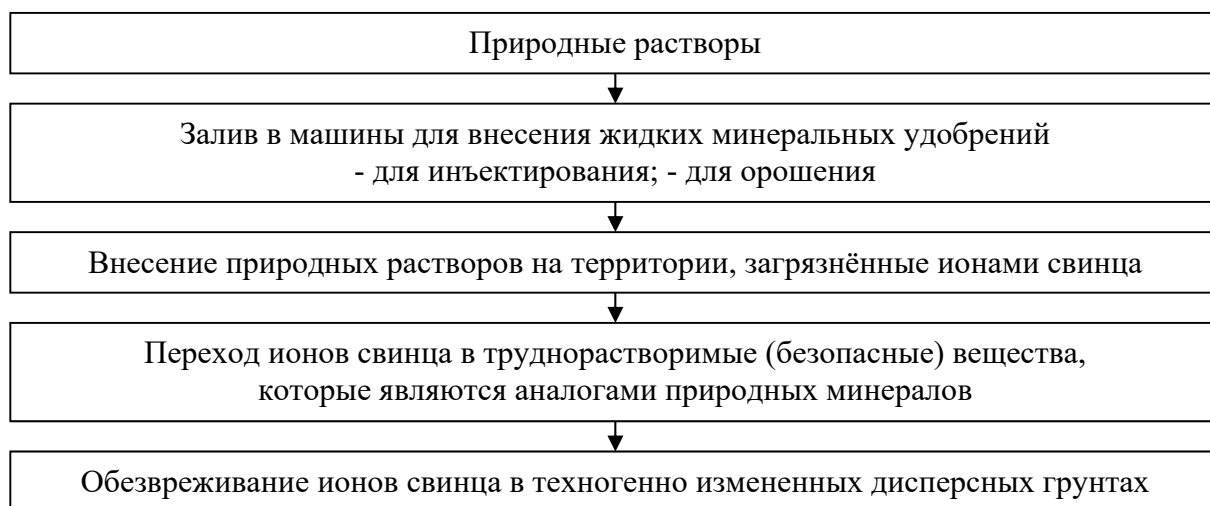 Природные растворы
Залив в машины для внесения жидких минеральных удобрений
- для инъектирования; - для орошения
Внесение природных растворов на территории, загрязнённые ионами свинца
Переход ионов свинца в труднорастворимые (безопасные) вещества,
которые являются аналогами природных минералов
Обезвреживание ионов свинца в техногенно измененных дисперсных грунтах